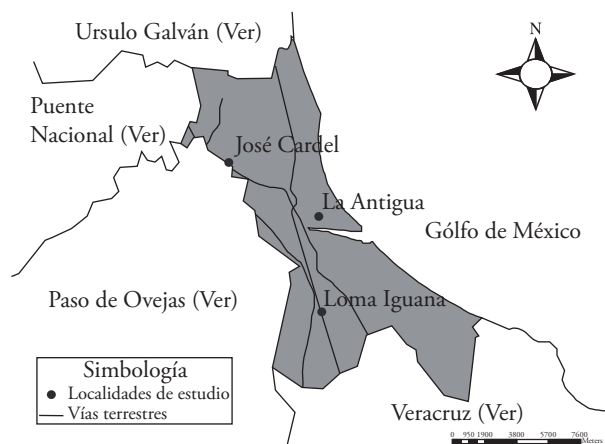 Ursulo Galván (Ver)
N
Puente
Nacional (Ver)
José Cardel
La Antigua
Gólfo de México
Paso de Ovejas (Ver)
Loma Iguana
Simbología
Localidades de estudio
Vías terrestres
Veracruz (Ver)
0 950 1900 3800 5700 7600
Meters